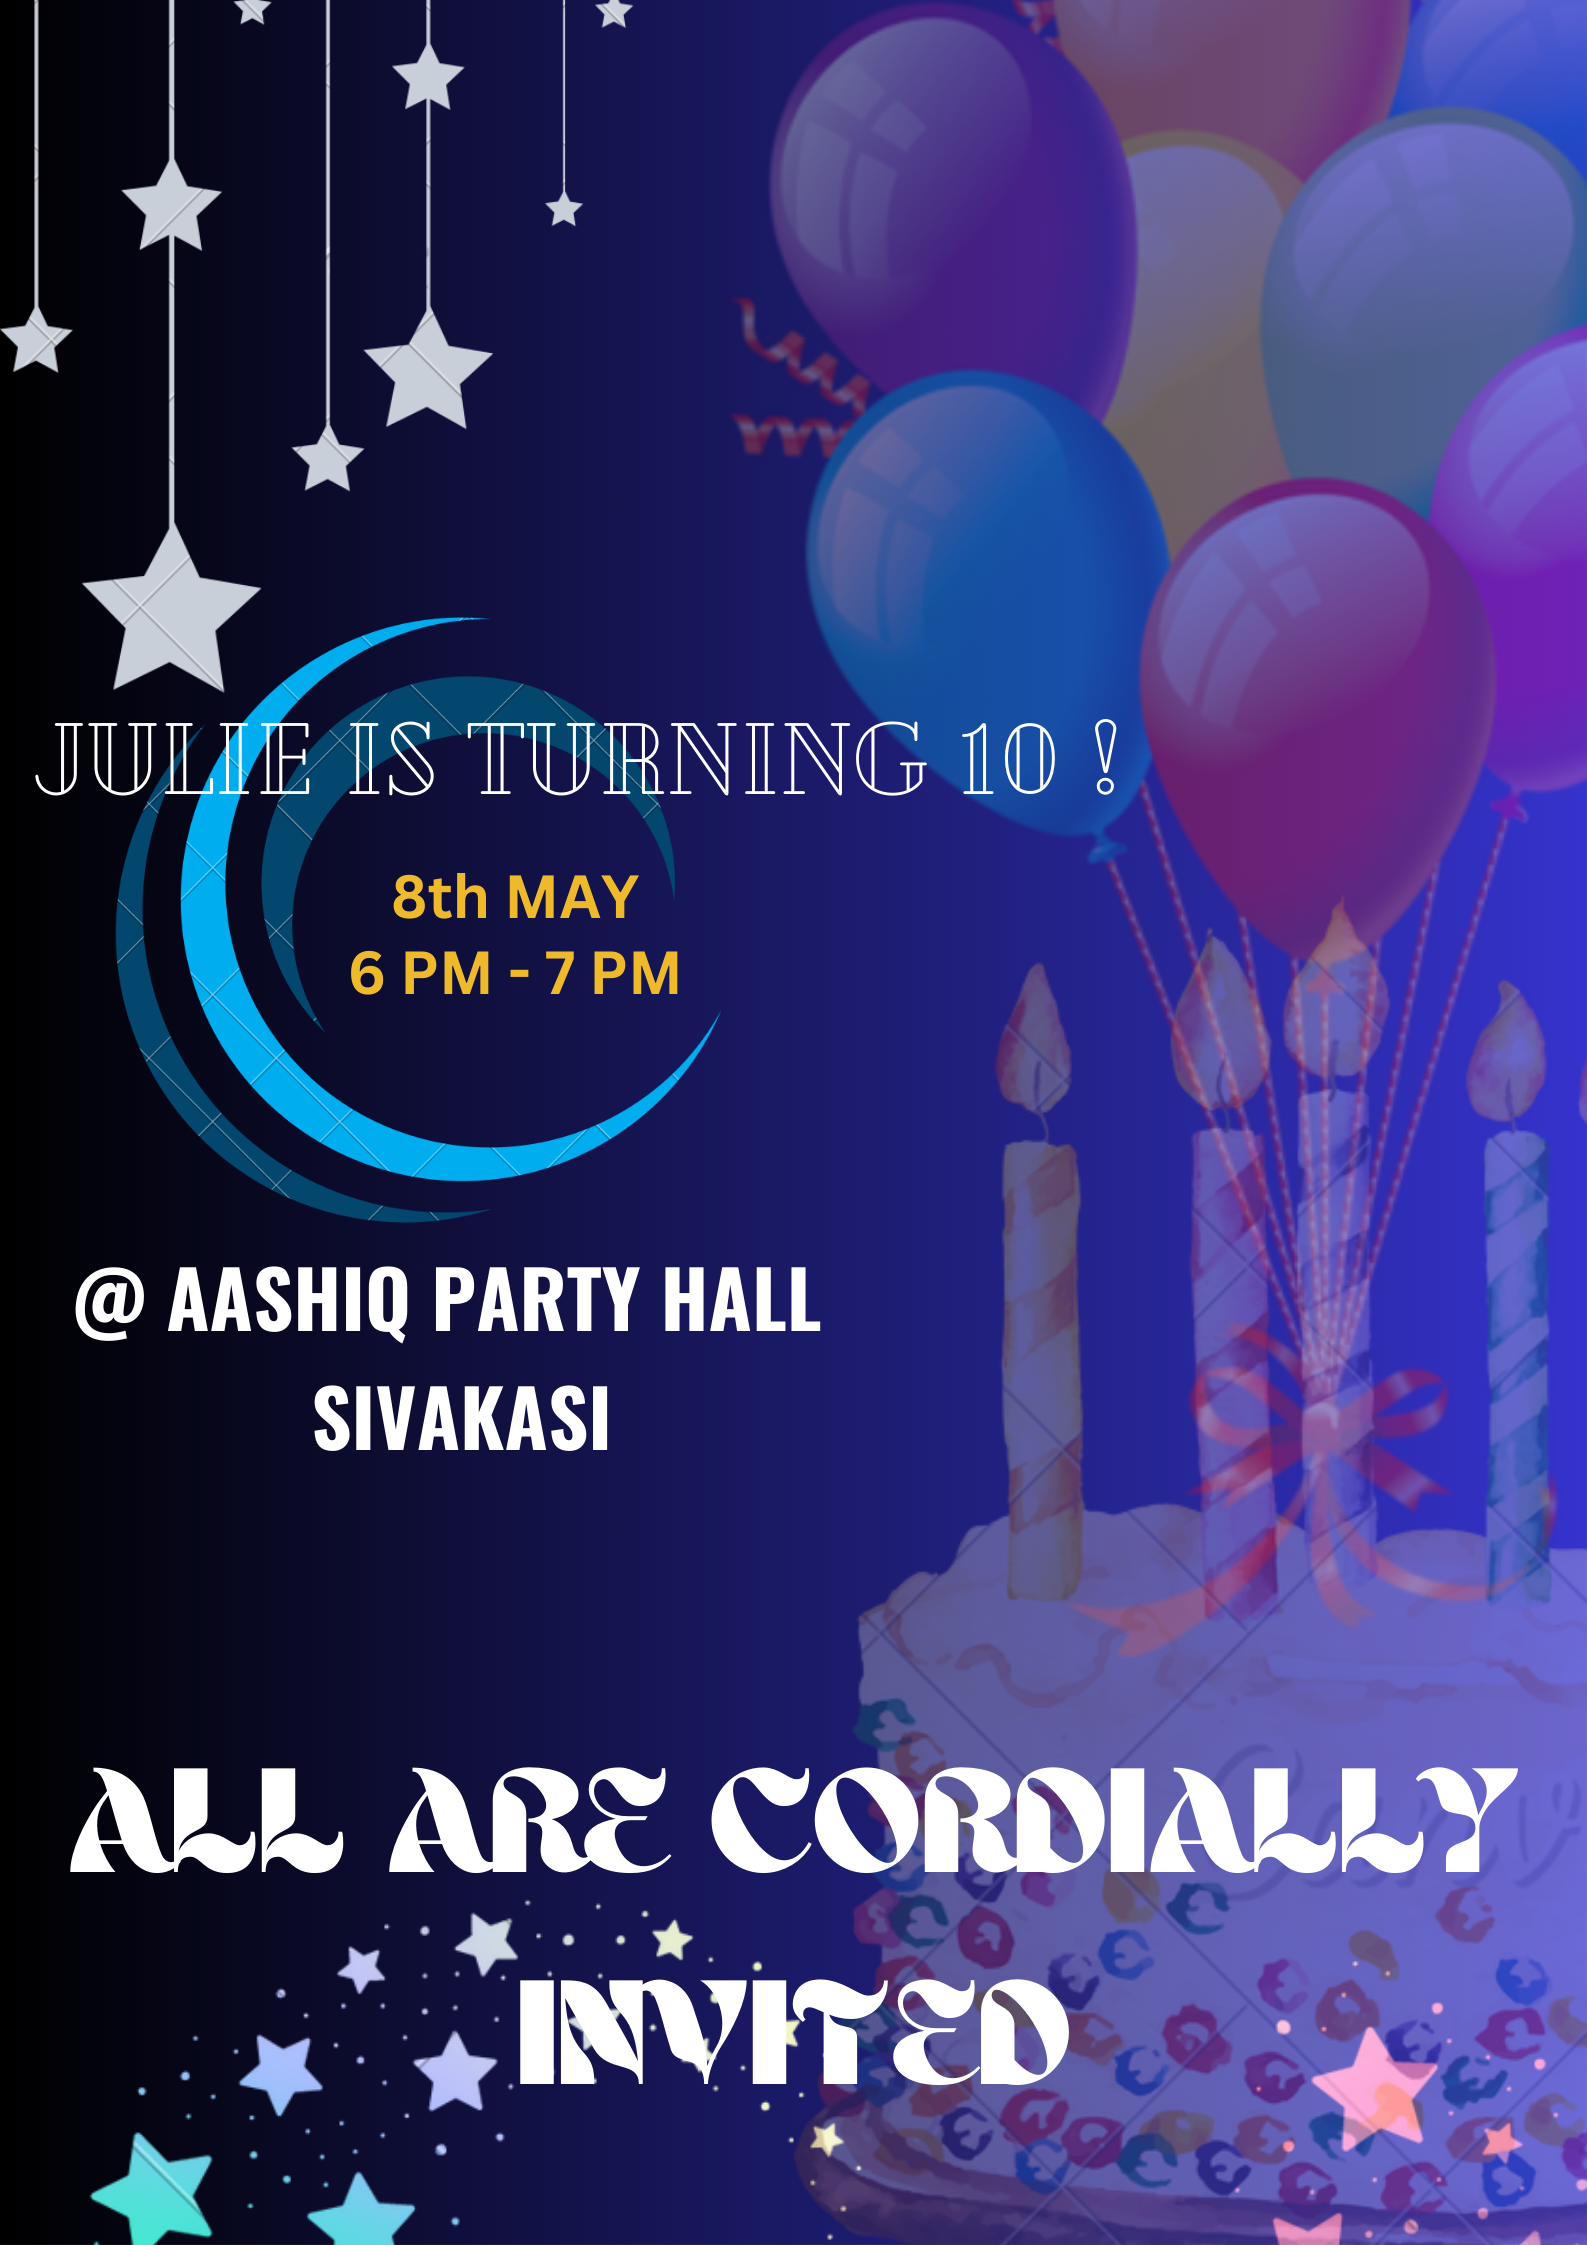 JULIE IS TURNING 10 !
8th MAY
6 PM - 7 PM
@ AASHIQ PARTY HALL
SIVAKASI
ALL ARE CORDIALLY
INVITED